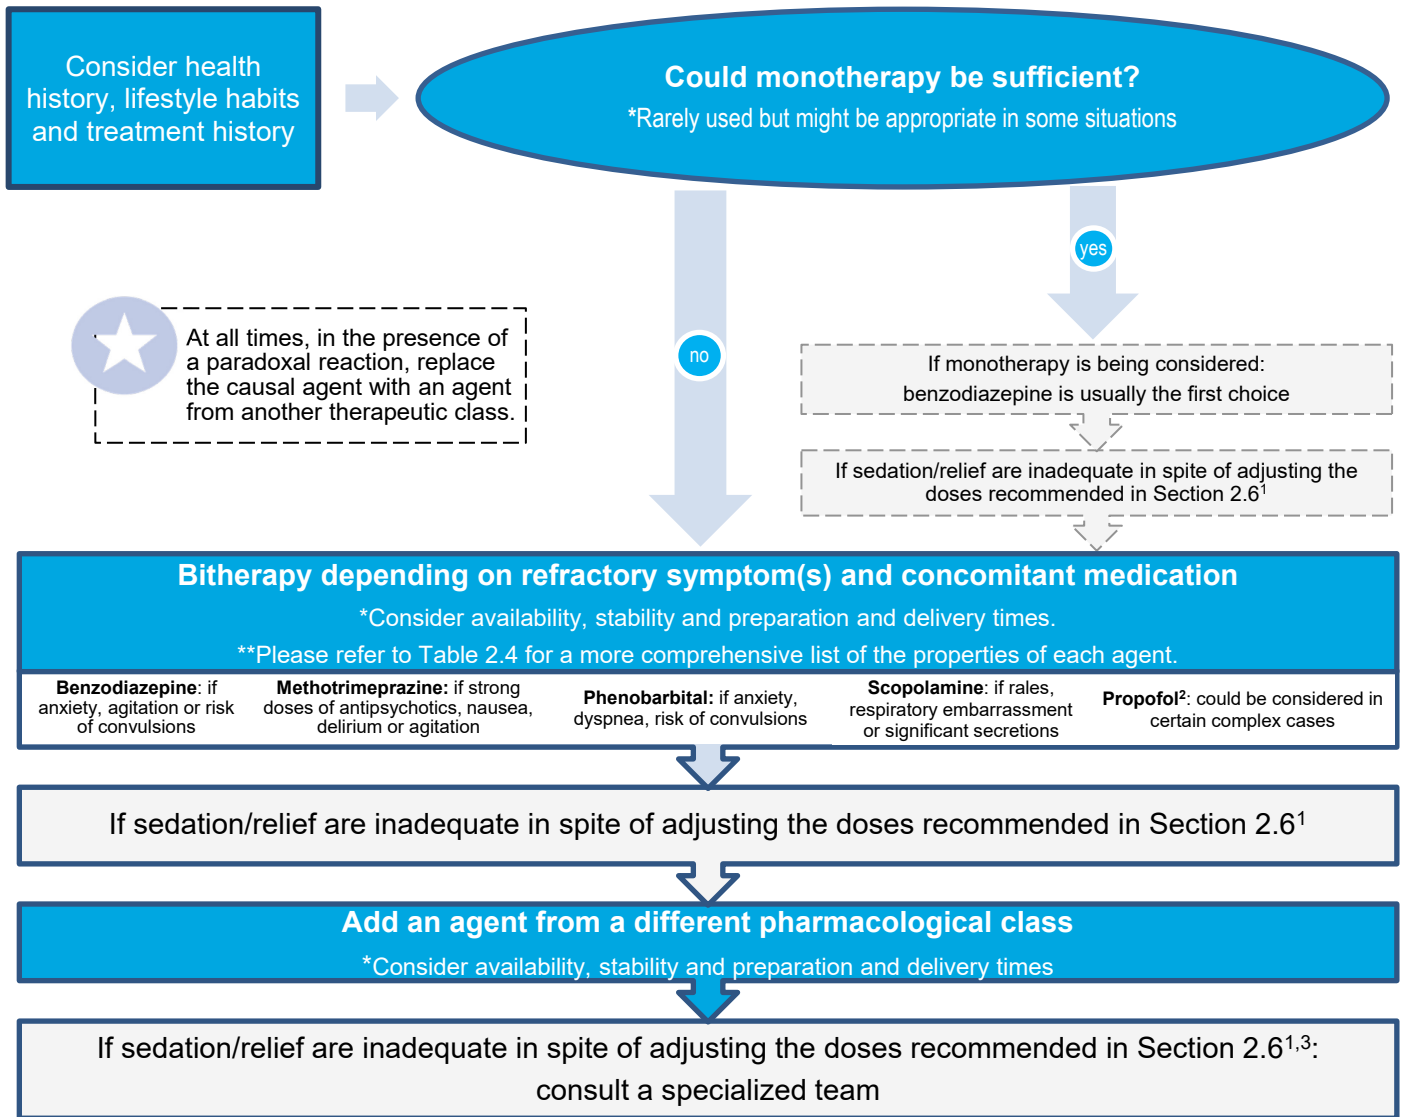 Consider health
history, lifestyle habits
and treatment history
Could monotherapy be sufficient?
*Rarely used but might be appropriate in some situations
yes
no
At all times, in the presence of
a paradoxal reaction, replace
the causal agent with an agent
from another therapeutic class.
If monotherapy is being considered:
benzodiazepine is usually the first choice
If sedation/relief are inadequate in spite of adjusting the
doses recommended in Section 2.6¹
Bitherapy depending on refractory symptom(s) and concomitant medication
*Consider availability, stability and preparation and delivery times.
**Please refer to Table 2.4 for a more comprehensive list of the properties of each agent.
Benzodiazepine: if
anxiety, agitation or risk
of convulsions
Methotrimeprazine: if strong
doses of antipsychotics, nausea,
delirium or agitation
Phenobarbital: if anxiety,
dyspnea, risk of convulsions
Scopolamine: if rales,
respiratory embarrassment
or significant secretions
Propofol²: could be considered in
certain complex cases
If sedation/relief are inadequate in spite of adjusting the doses recommended in Section 2.6¹
Add an agent from a different pharmacological class
*Consider availability, stability and preparation and delivery times
If sedation/relief are inadequate in spite of adjusting the doses recommended in Section 2.6¹,³:
consult a specialized team